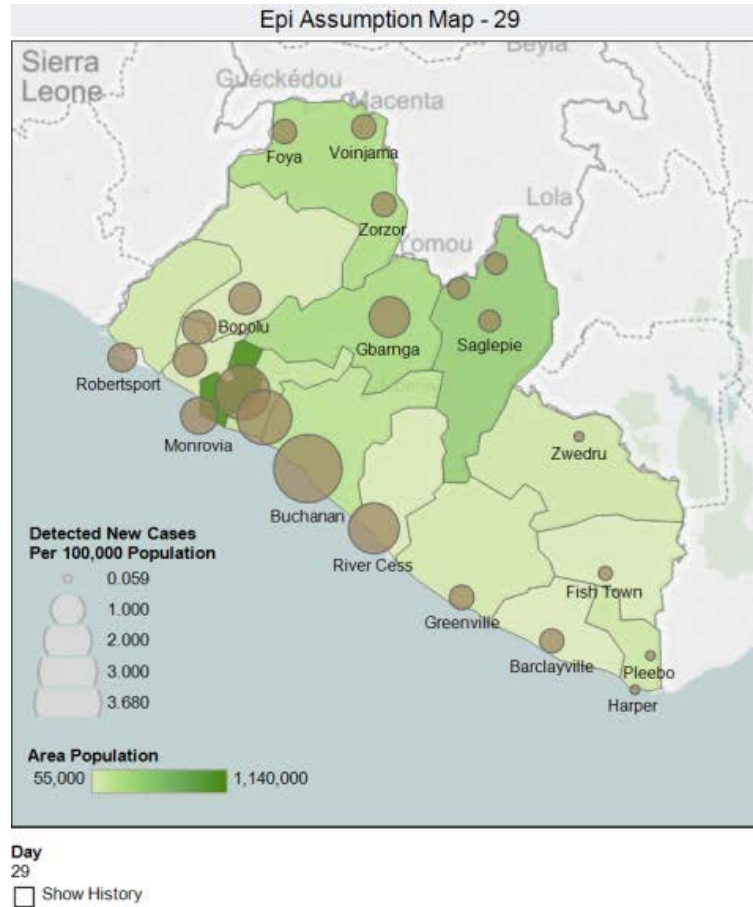 Epi Assumption Map - 29
Beyla
Sierra
Leone
Guéckédou
Macenta
Foya
Voinjama
Lola
Zorzor
Yomou
Bopolu
Gbarnga
Saglepie
Robertsport
Monrovia
Zwedru
Buchanan
River Cess
Fish Town
Greenville
Barclayville
Pleebo
Harper
Detected New Cases
Per 100,000 Population
0.059
1.000
2.000
3.000
3.680
Area Population
55,000 1,140,000
Day
29
Show History